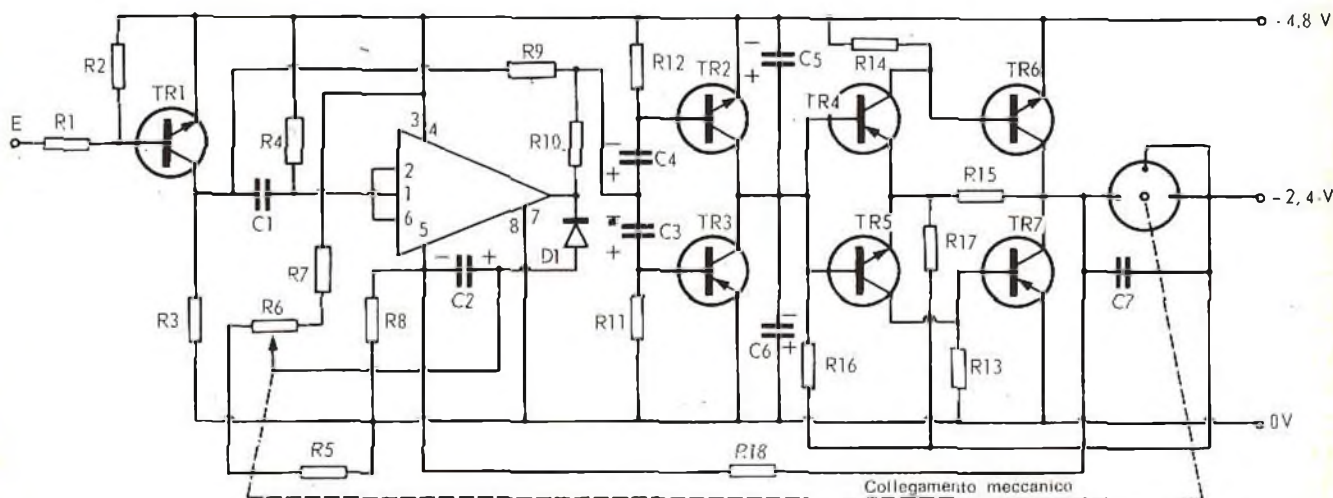 - 4,8 V
R2
R9
R12
TR2
C5
R14
TR6
TR1
TR4
E
R1
R4
3
4
R10
C4
2
1
6
R15
-2,4 V
C1
5
8
7
C3
TR3
TR5
R17
TR7
D1
R7
C2
C7
R3
R6
R8
R11
C6
R16
R13
0V
R5
R18
Collegamento meccanico